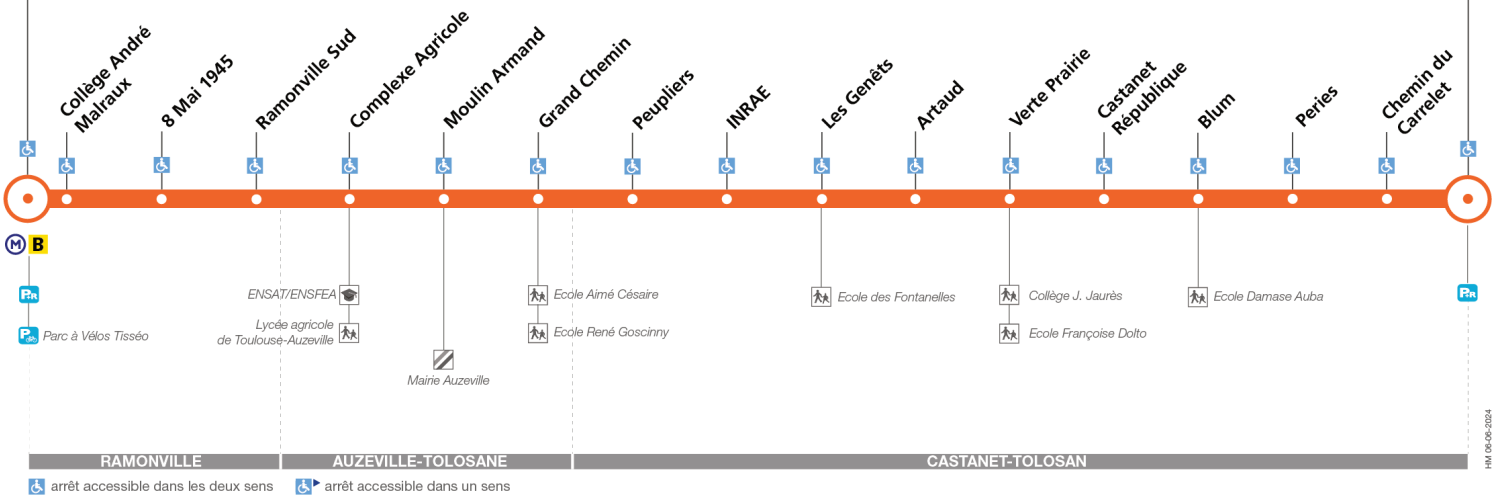 Collège André
Malraux
8 Mai 1945
Ramonville Sud
Complexe Agricole
Moulin Armand
Grand Chemin
Peupliers
INRAE
Les Genêts
Artaud
Verte Prairie
Castanet
République
Blum
Peries
Chemin du
Carrelet
M B
P+R
ENSAT/ENSFEA
Ecole Aimé Césaire
Ecole des Fontanelles
Collège J. Jaurès
Ecole Damase Auba
P+R
P Parc à Vélos Tisséo
Lycée agricole
de Toulouse-Auzeville
Ecole René Goscinny
Ecole Françoise Dolto
Mairie Auzeville
HM 06-06-2024
RAMONVILLE
AUZEVILLE-TOLOSANE
CASTANET-TOLOSAN
arrêt accessible dans les deux sens
arrêt accessible dans un sens